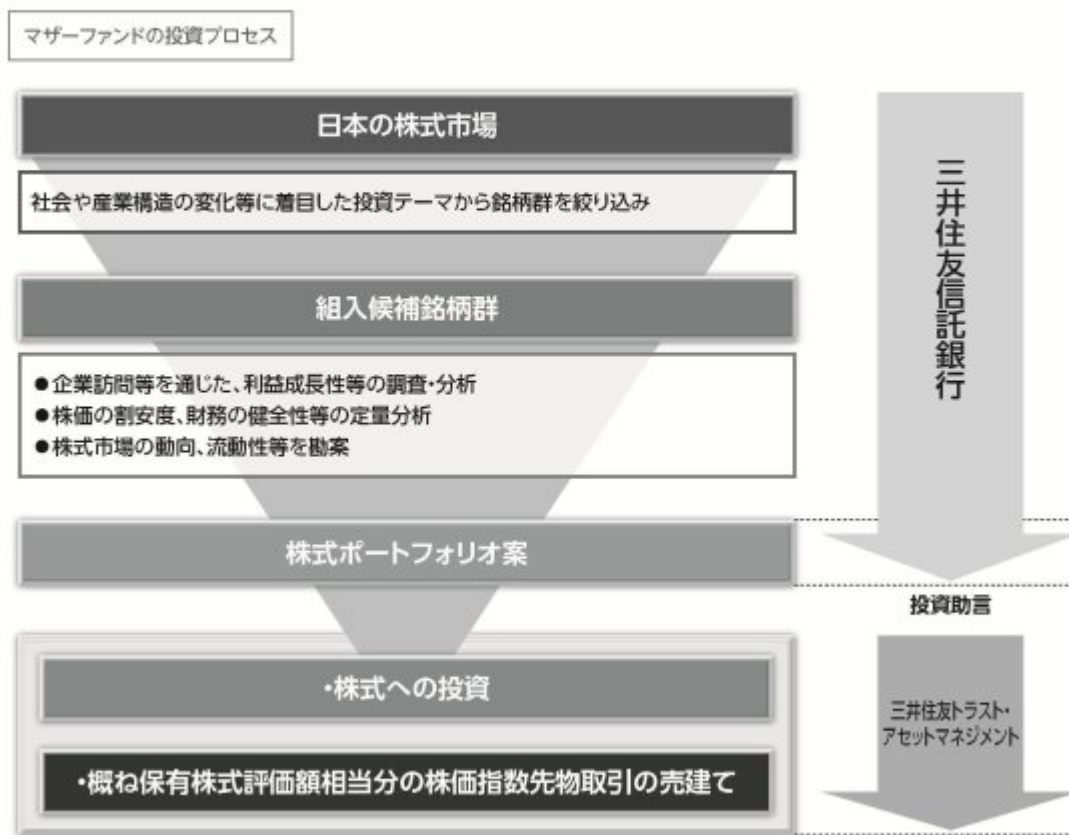 マザーファンドの投資プロセス
日本の株式市場
社会や産業構造の変化等に着目した投資テーマから銘柄群を絞り込み
組入候補銘柄群
●企業訪問等を通じた、利益成長性等の調査・分析
●株価の割安度、財務の健全性等の定量分析
●株式市場の動向、流動性等を勘案
株式ポートフォリオ案
・株式への投資
・概ね保有株式評価額相当分の株価指数先物取引の売建て
三井住友信託銀行
投資助言
三井住友トラスト・
アセットマネジメント